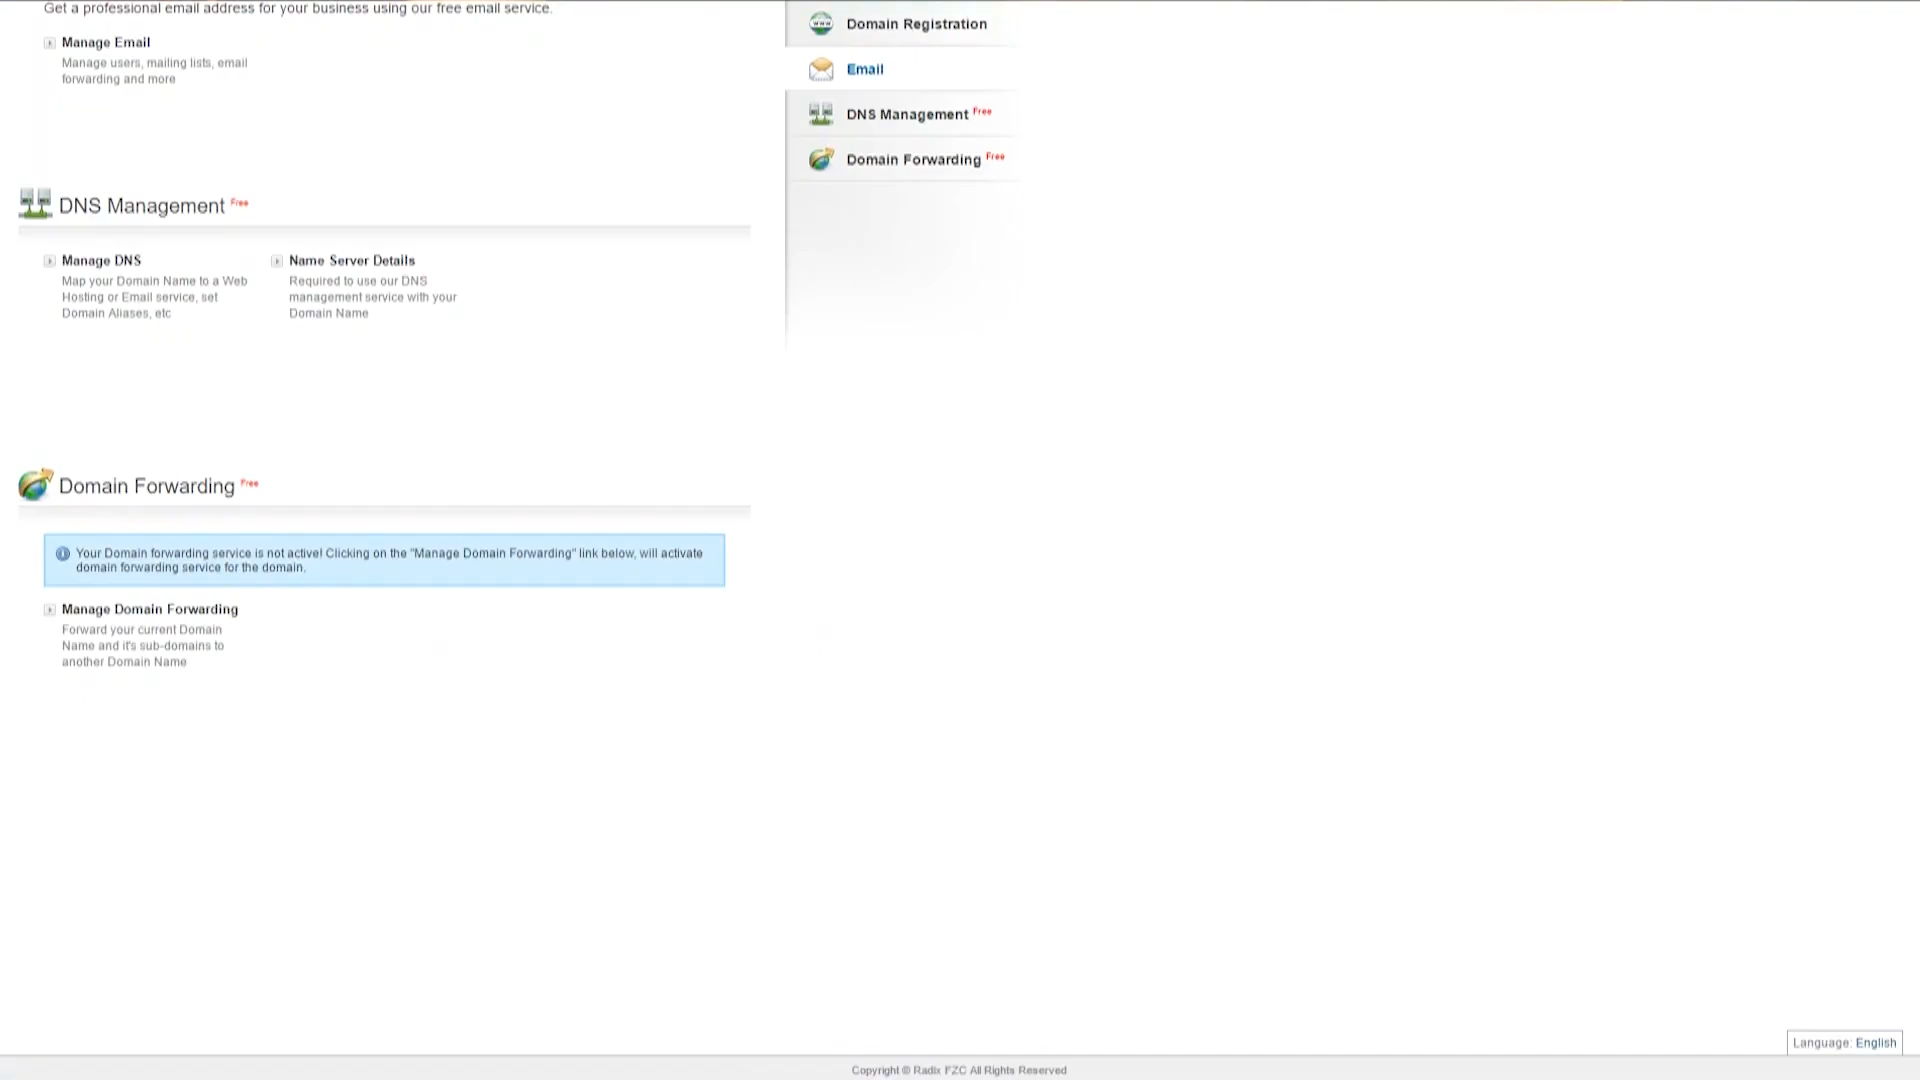 Get a professional email address for your business using our free email service.
Manage Email
Manage users, mailing lists, email
forwarding and more
DNS Management Free
Manage DNS
Map your Domain Name to a Web
Hosting or Email service, set
Domain Aliases, etc
Name Server Details
Required to use our DNS
management service with your
Domain Name
Domain Forwarding Free
Your Domain forwarding service is not active! Clicking on the "Manage Domain Forwarding" link below, will activate
domain forwarding service for the domain.
Manage Domain Forwarding
Forward your current Domain
Name and it's sub-domains to
another Domain Name
Domain Registration
Email
DNS Management Free
Domain Forwarding Free
Language: English
Copyright © Radix FZC All Rights Reserved